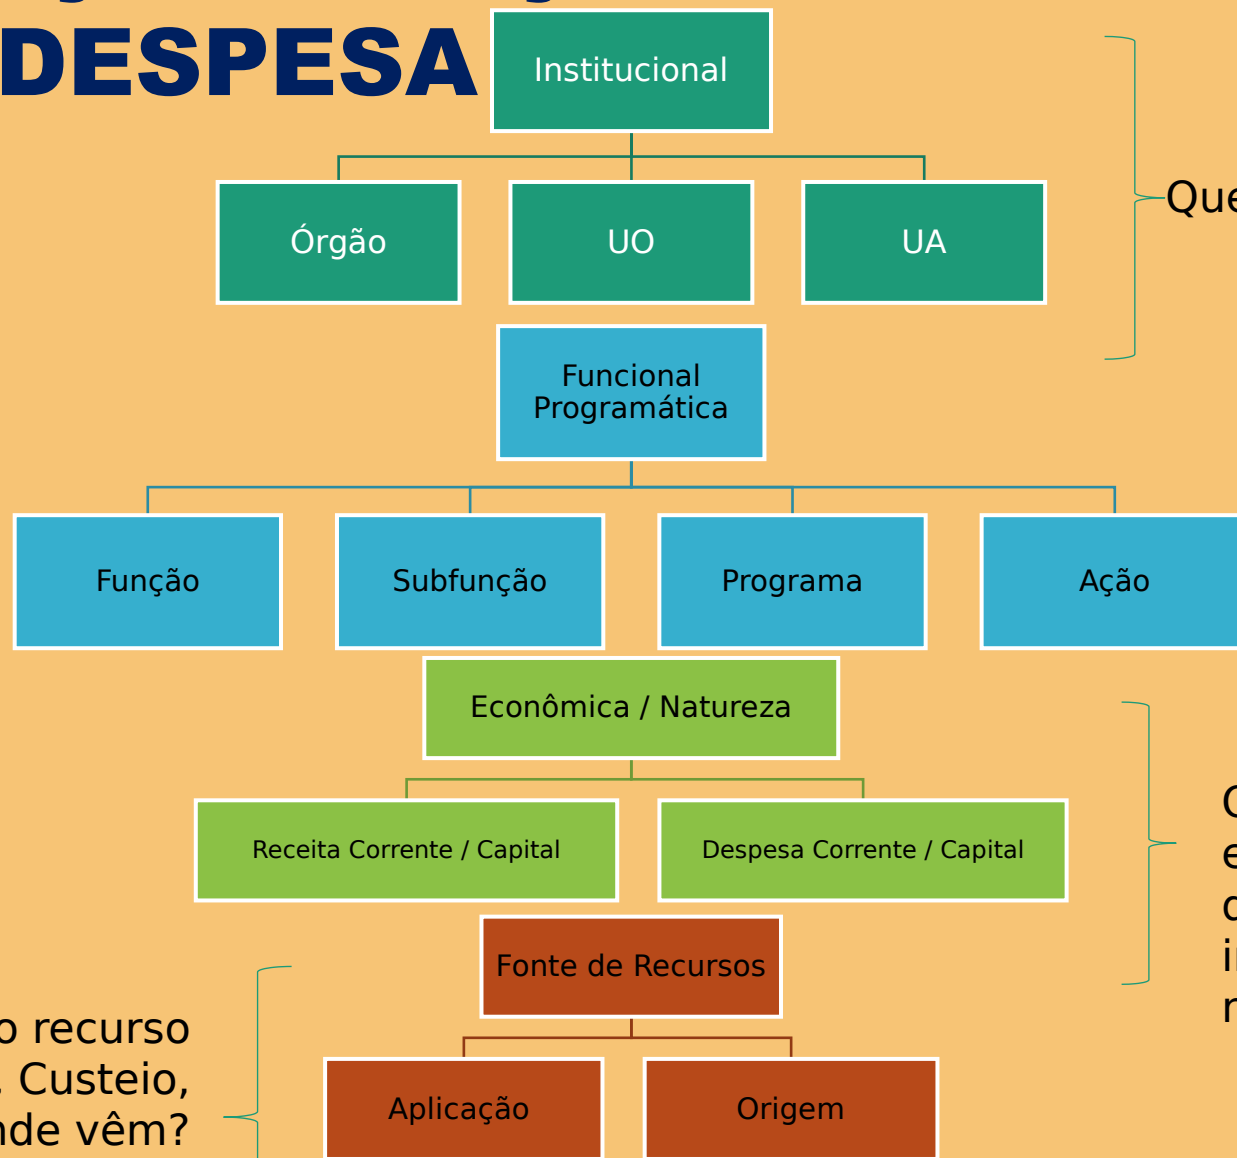 DESPESA
Institucional
Órgão
UO
UA
Funcional
Programática
Função
Subfunção
Programa
Ação
Econômica / Natureza
Receita Corrente / Capital
Despesa Corrente / Capital
Fonte de Recursos
o recurso
Custeio,
vêm?
Aplicação
Origem